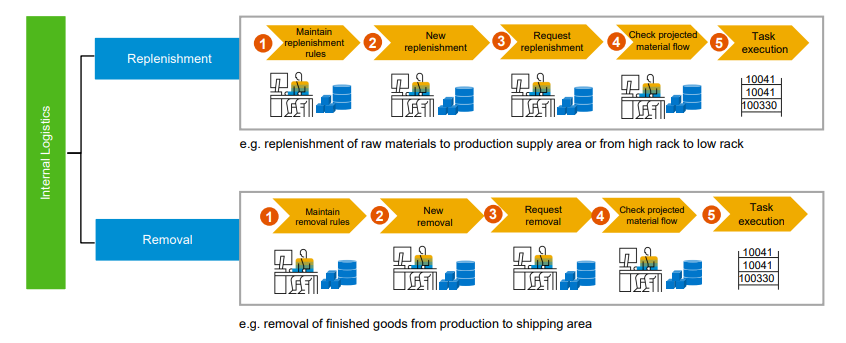 Internal Logistics
Replenishment
1
Maintain
replenishment
rules
2
New
replenishment
3
Request
replenishment
4
Check projected
material flow
5
Task
execution
10041
10041
100330
e.g. replenishment of raw materials to production supply area or from high rack to low rack
Removal
1
Maintain
removal rules
2
New
removal
3
Request
removal
4
Check projected
material flow
5
Task
execution
10041
10041
100330
e.g. removal of finished goods from production to shipping area